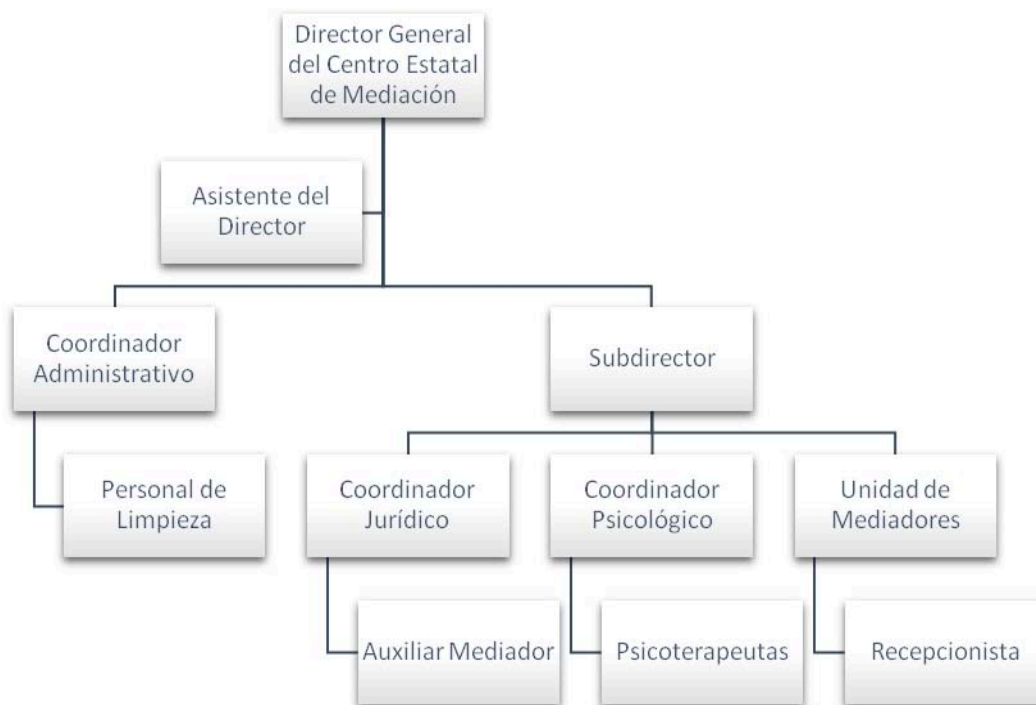 Director General
del Centro Estatal
de Mediación
Asistente del
Director
Coordinador
Administrativo
Subdirector
Personal de
Limpieza
Coordinador
Jurídico
Coordinador
Psicológico
Unidad de
Mediadores
Auxiliar Mediador
Psicoterapeutas
Recepcionista